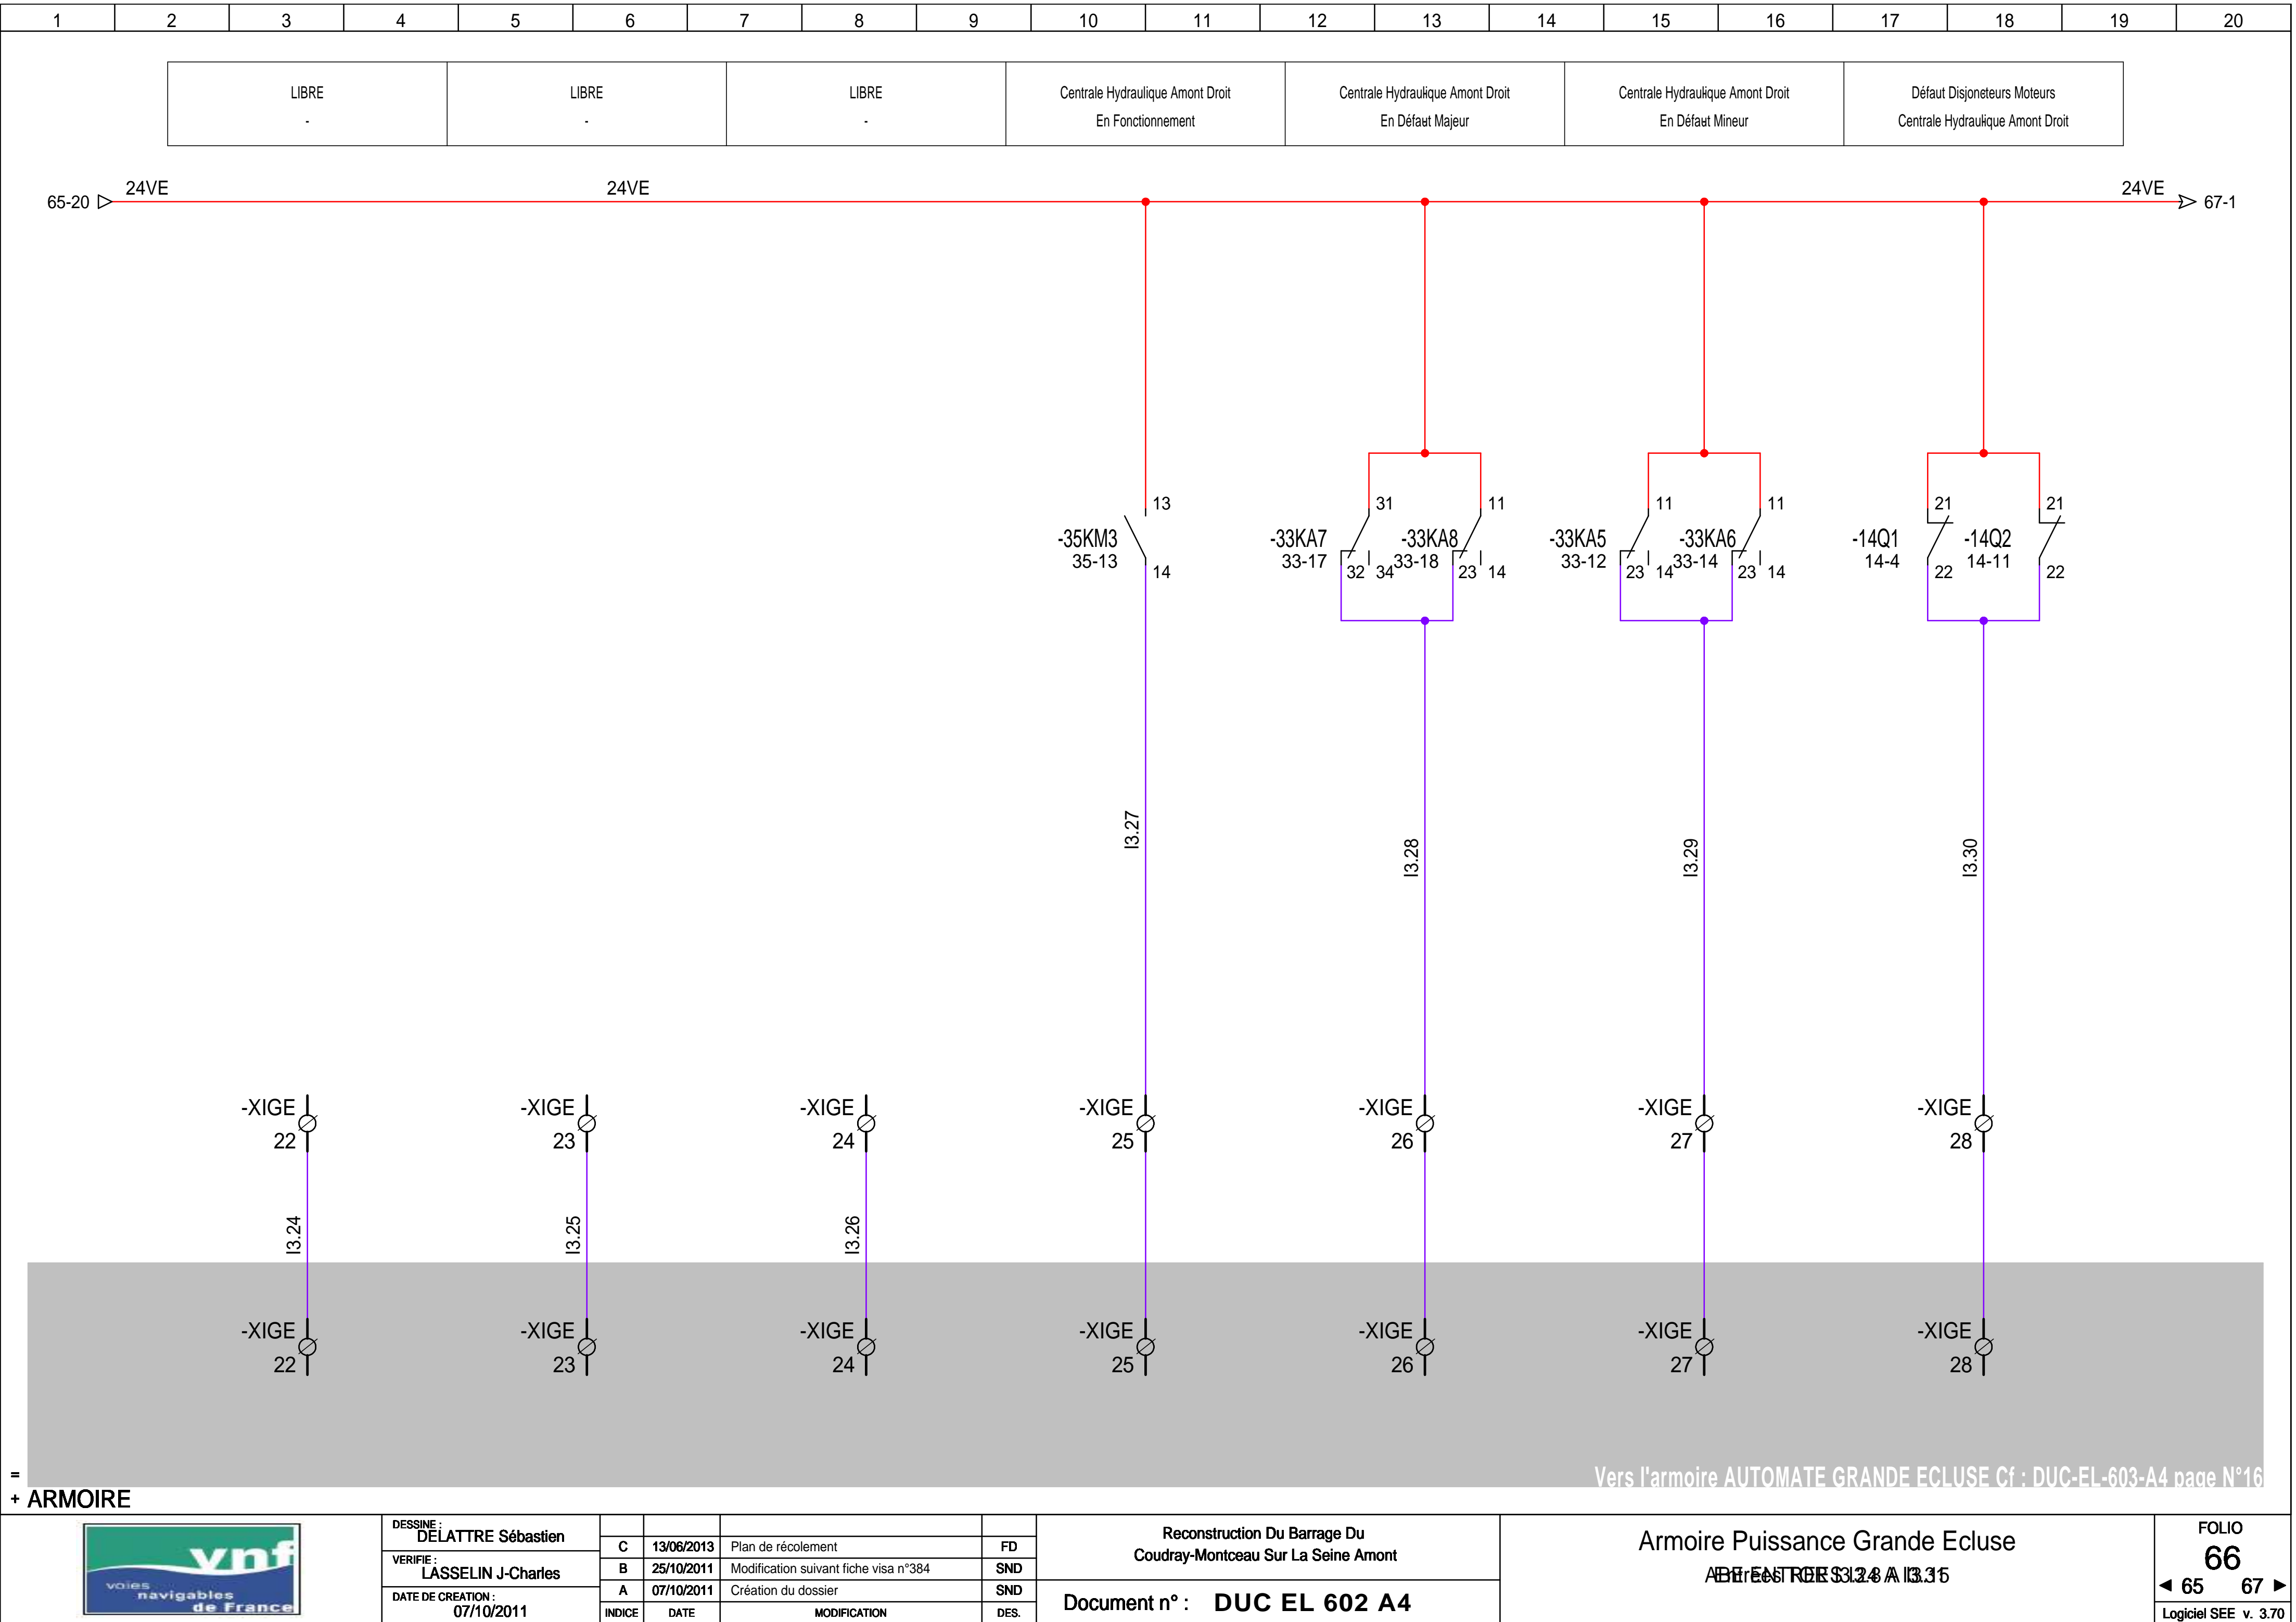 1 2 3 4 5 6 7 8 9 10 11 12 13 14 15 16 17 18 19 20
LIBRE LIBRE LIBRE Centrale Hydraulique Amont Droit Centrale Hydraulique Amont Droit Centrale Hydraulique Amont Droit Défaut Disjoneteurs Moteurs
- - - En Fonctionnement En Défaut Majeur En Défaut Mineur Centrale Hydraulique Amont Droit
24VE 24VE 24VE
65-20 67-1
13 31 11 11 11 21 21
-35KM3 -33KA7 -33KA8 -33KA5 -33KA6 -14Q1 -14Q2
35-13 33-17 33-18 33-12 33-14 14-4 14-11
14 32 34 23 14 23 14 23 14 22 22
I3.27 I3.28 I3.29 I3.30
-XIGE -XIGE -XIGE -XIGE -XIGE -XIGE -XIGE
22 23 24 25 26 27 28
I3.24 I3.25 I3.26
-XIGE -XIGE -XIGE -XIGE -XIGE -XIGE -XIGE
22 23 24 25 26 27 28
Vers l'armoire AUTOMATE GRANDE ECLUSE Cf : DUC-EL-603-A4 page N°16
=
+ ARMOIRE
vnf
voies
navigables
de France
DESSINE :
DELATTRE Sébastien
VERIFIE :
LASSELIN J-Charles
DATE DE CREATION :
07/10/2011
C 13/06/2013 Plan de récolement FD
B 25/10/2011 Modification suivant fiche visa n°384 SND
A 07/10/2011 Création du dossier SND
INDICE DATE MODIFICATION DES.
Reconstruction Du Barrage Du
Coudray-Montceau Sur La Seine Amont
Document n° : DUC EL 602 A4
Armoire Puissance Grande Ecluse
FOLIO
66
◄ 65 67 ►
Logiciel SEE v. 3.70